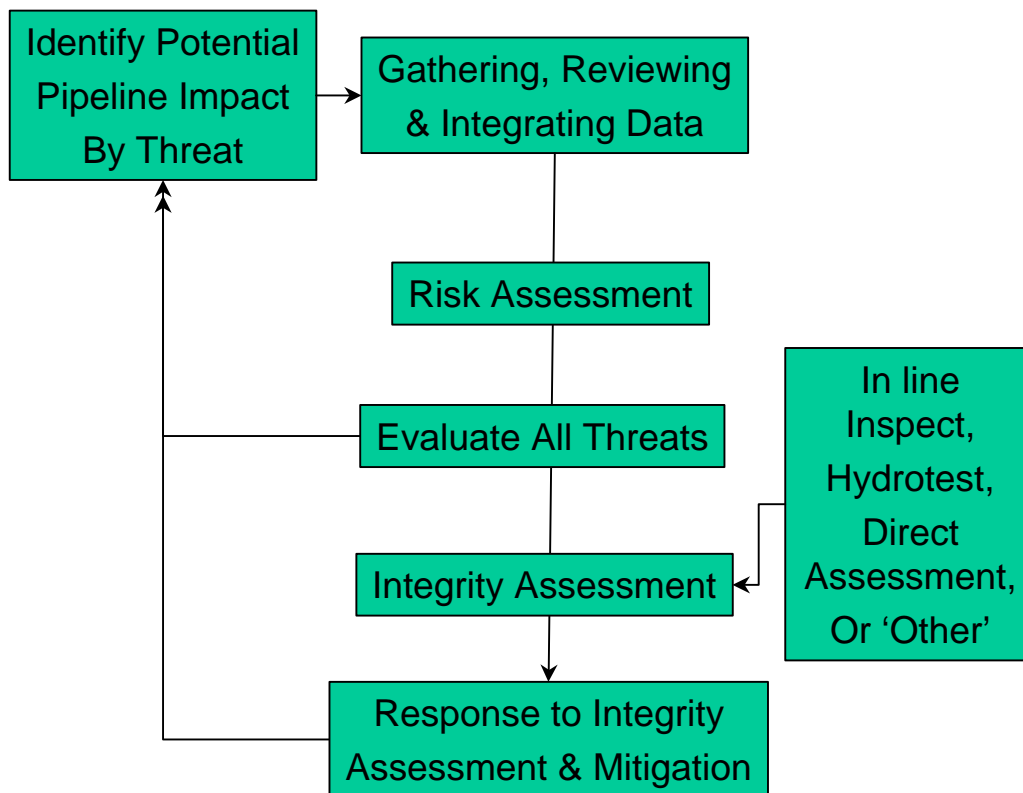 Identify Potential
Pipeline Impact
By Threat
Gathering, Reviewing
& Integrating Data
Risk Assessment
Evaluate All Threats
In line
Inspect,
Hydrotest,
Direct
Assessment,
Or ‘Other’
Integrity Assessment
Response to Integrity
Assessment & Mitigation